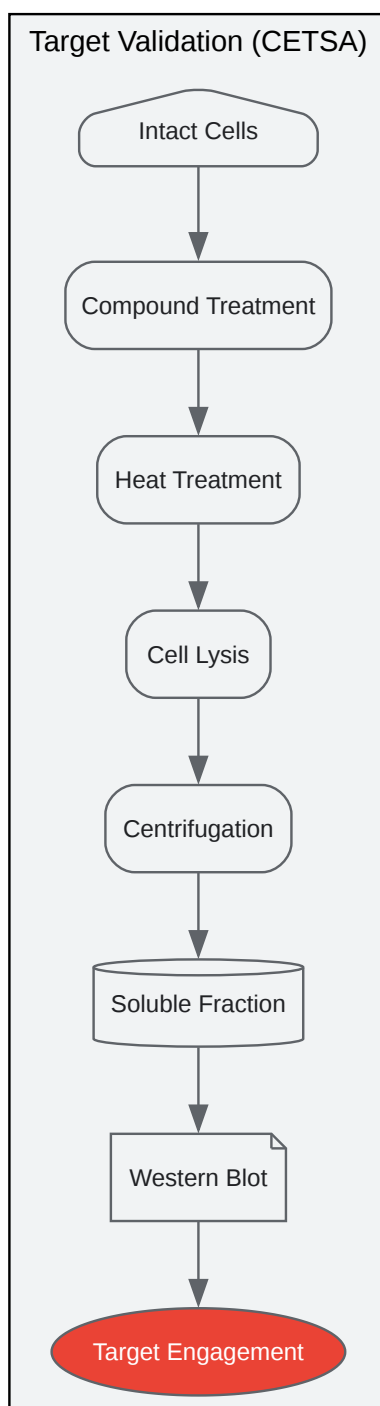 Target Validation (CETSA)
Intact Cells
Compound Treatment
Heat Treatment
Cell Lysis
Centrifugation
Soluble Fraction
Western Blot
Target Engagement